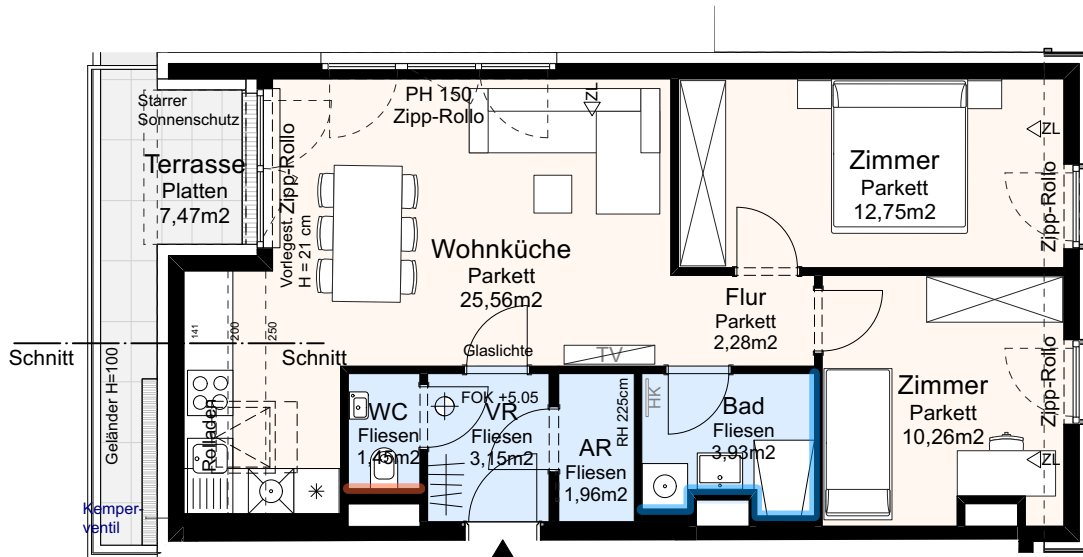 Starrer
Sonnenschutz
Terrasse
Platten
7,47m2
Vorlegest.
H = 21 cm
Zipp-Rollo
PH 150
Zipp-Rollo
ZL
Wohnküche
Parkett
25,56m2
Zimmer
Parkett
12,75m2
ZL
Zipp-Rollo
Flur
Parkett
2,28m2
141
200
250
Schnitt
Schnitt
Geländer H=100
Rolladen
Kemper-
ventil
Glaslichte
TV
WC
Fliesen
1,45m2
FOK +5.05
VR
Fliesen
3,15m2
RH 225cm
AR
Fliesen
1,96m2
HK
Bad
Fliesen
3,93m2
Zimmer
Parkett
10,26m2
Zipp-Rollo
ZL